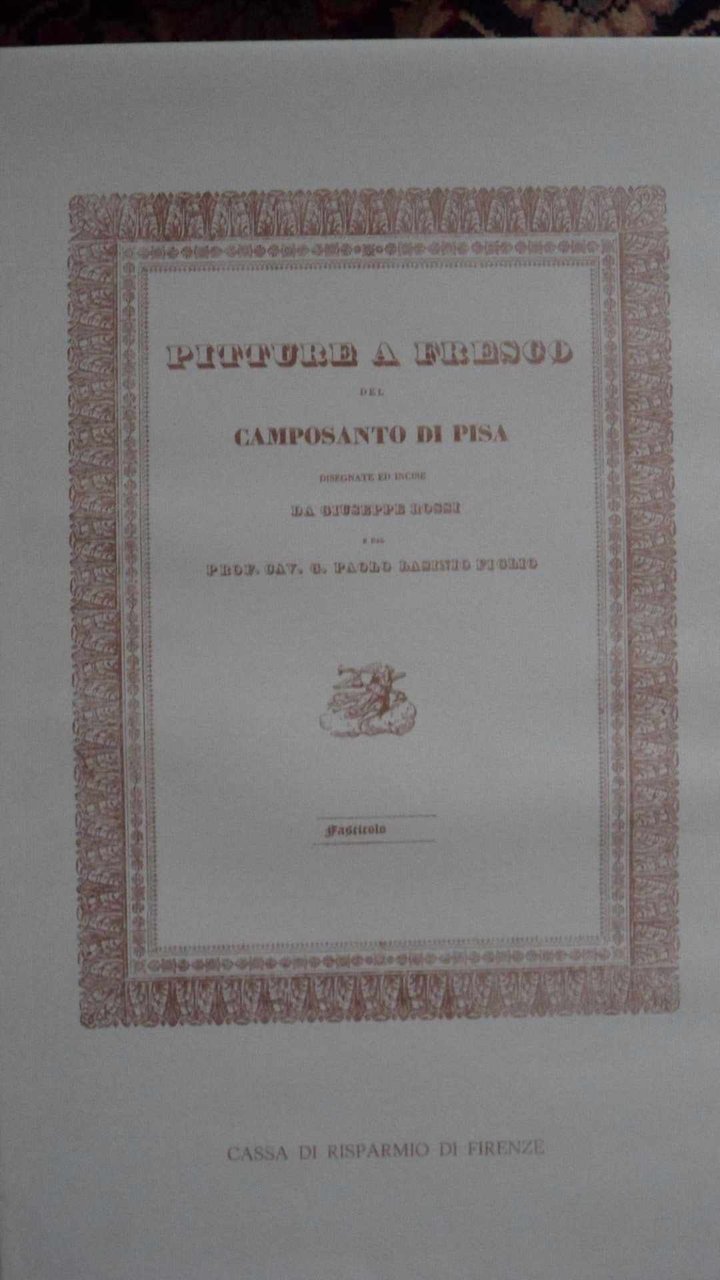 PITTURE A FRESCO
DEL
CAMPOSANTO DI PISA
DISEGNATE ED INCISE
DA GIUSEPPE ROSSI
E DAL
PROF. CAV. G. PAOLO LASINIO FIGLIO
Fascicolo
CASSA DI RISPARMIO DI FIRENZE